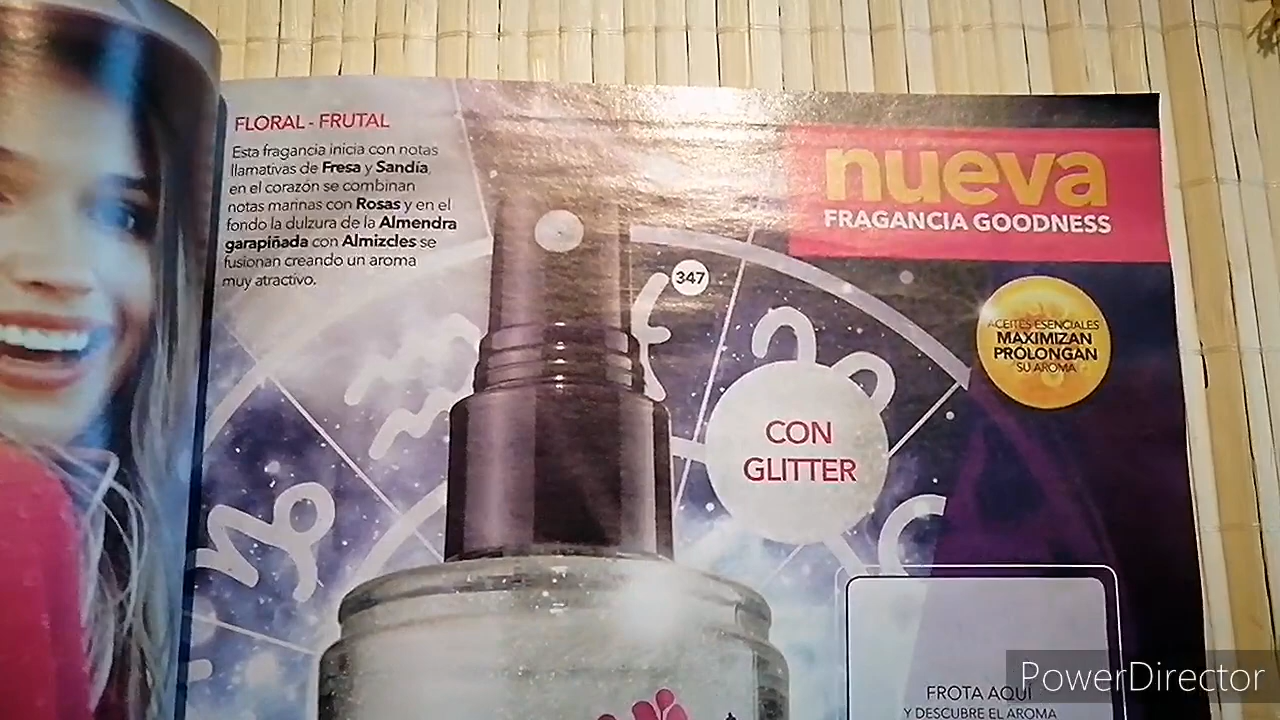 FLORAL - FRUTAL
Esta fragancia inicia con notas
llamativas de Fresa y Sandía,
en el corazón se combinan
notas marinas con Rosas y en el
fondo la dulzura de la Almendra
garapiñada con Almizcles se
fusionan creando un aroma
muy atractivo.
nueva
FRAGANCIA GOODNESS
347
ACEITES ESENCIALES
MAXIMIZAN
PROLONGAN
SU AROMA
CON
GLITTER
FROTA AQUÍ
Y DESCUBRE EL AROMA
PowerDirector